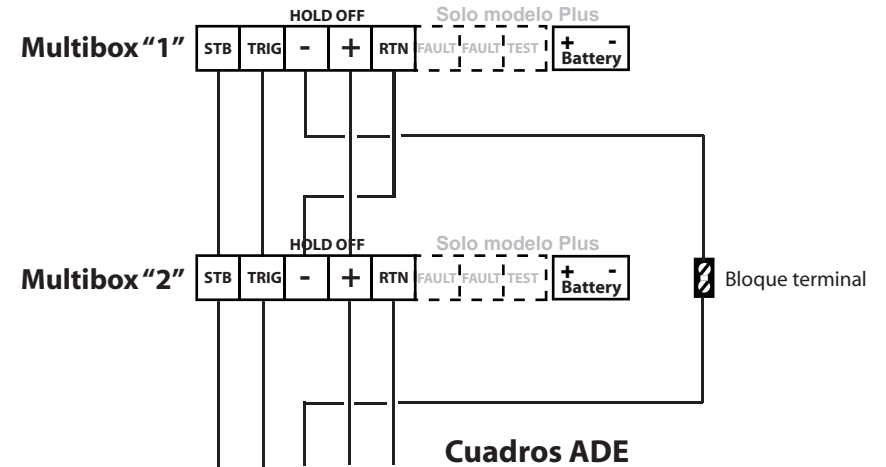 HOLD OFF Solo modelo Plus
Multibox “1” STB TRIG - + RTN FAULT FAULT TEST + - Battery
HOLD OFF Solo modelo Plus
Multibox “2” STB TRIG - + RTN FAULT FAULT TEST + - Battery
Bloque terminal
Cuadros ADE